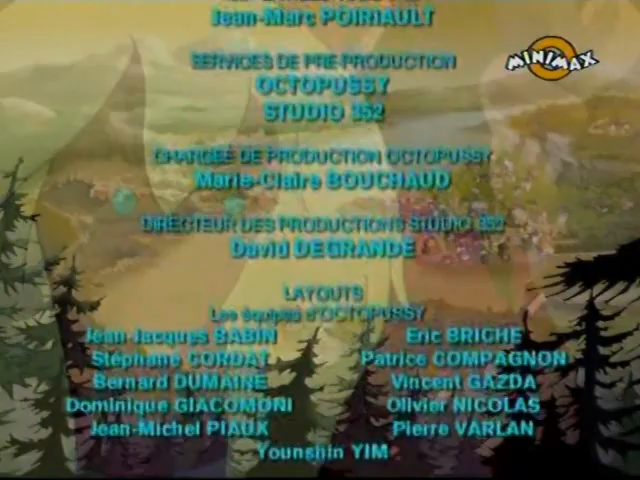 Jean-Marc POIRIAULT
MINIMAX
SERVICES DE PRE-PRODUCTION
OCTOPUSSY
STUDIO 352
CHARGEE DE PRODUCTION OCTOPUSSY
Marie-Claire BOUCHAUD
DIRECTEUR DES PRODUCTIONS STUDIO 352
David DEGRANDE
LAYOUTS
Les équipes d'OCTOPUSSY
Jean-Jacques BABIN Eric BRICHE
Stéphane CORDAT Patrice COMPAGNON
Bernard DUMAINE Vincent GAZDA
Dominique GIACOMONI Olivier NICOLAS
Jean-Michel PIAUX Pierre VARLAN
Younshin YIM